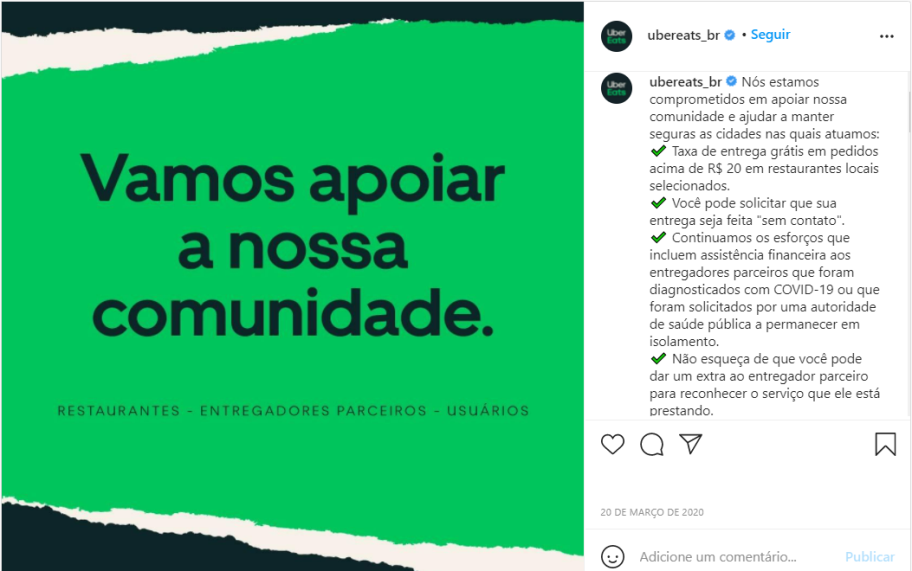 Vamos apoiar
a nossa
comunidade.
RESTAURANTES - ENTREGADORES PARCEIROS - USUÁRIOS
Uber
Eats
ubereats_br • Seguir
Uber
Eats
ubereats_br Nós estamos
comprometidos em apoiar nossa
comunidade e ajudar a manter
seguras as cidades nas quais atuamos:
✔ Taxa de entrega grátis em pedidos
acima de R$ 20 em restaurantes locais
selecionados.
✔ Você pode solicitar que sua
entrega seja feita "sem contato".
✔ Continuamos os esforços que
incluem assistência financeira aos
entregadores parceiros que foram
diagnosticados com COVID-19 ou que
foram solicitados por uma autoridade
de saúde pública a permanecer em
isolamento.
✔ Não esqueça de que você pode
dar um extra ao entregador parceiro
para reconhecer o serviço que ele está
prestando.
20 DE MARÇO DE 2020
Adicione um comentário... Publicar